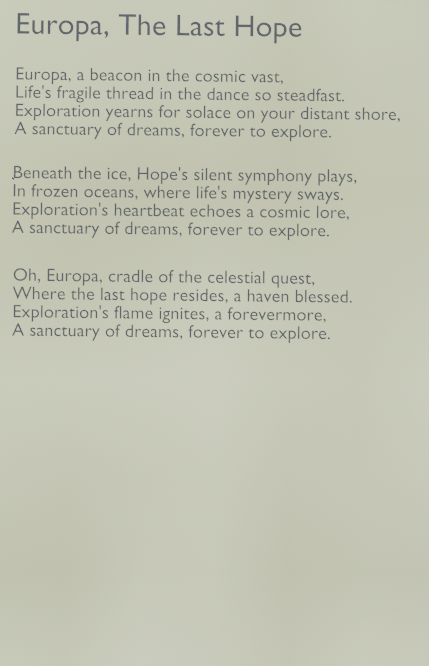 Europa, The Last Hope
Europa, a beacon in the cosmic vast,
Life's fragile thread in the dance so steadfast.
Exploration yearns for solace on your distant shore,
A sanctuary of dreams, forever to explore.
Beneath the ice, Hope's silent symphony plays,
In frozen oceans, where life's mystery sways.
Exploration's heartbeat echoes a cosmic lore,
A sanctuary of dreams, forever to explore.
Oh, Europa, cradle of the celestial quest,
Where the last hope resides, a haven blessed.
Exploration's flame ignites, a forevermore,
A sanctuary of dreams, forever to explore.